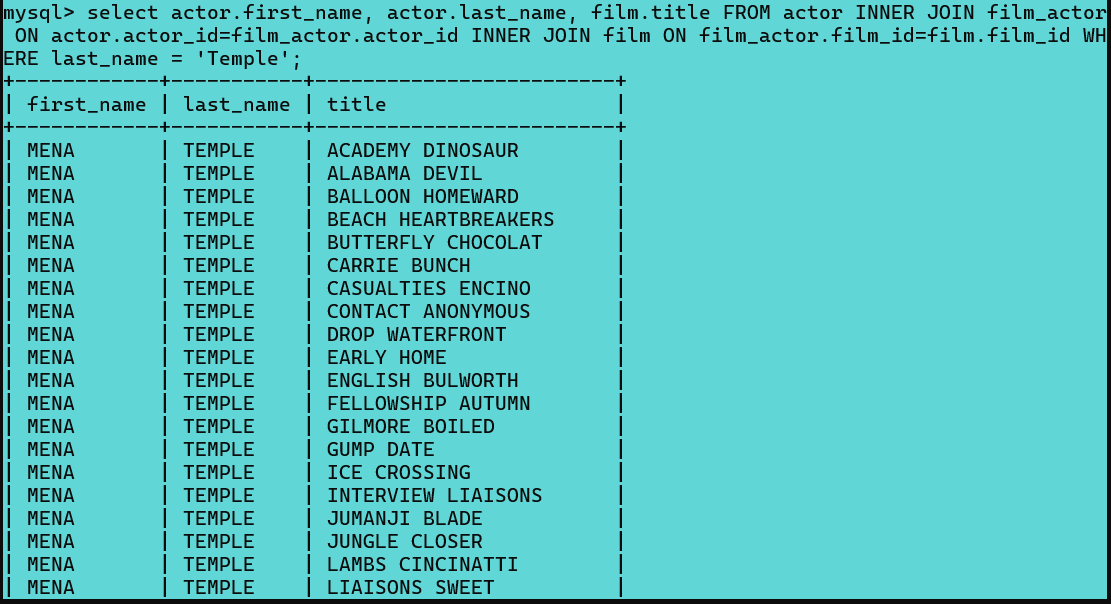 mysql> select actor.first_name, actor.last_name, film.title FROM actor INNER JOIN film_actor
 ON actor.actor_id=film_actor.actor_id INNER JOIN film ON film_actor.film_id=film.film_id WH
ERE last_name = 'Temple';
+------------+-----------+-------------------------+
| first_name | last_name | title                   |
+------------+-----------+-------------------------+
| MENA       | TEMPLE    | ACADEMY DINOSAUR        |
| MENA       | TEMPLE    | ALABAMA DEVIL           |
| MENA       | TEMPLE    | BALLOON HOMEWARD        |
| MENA       | TEMPLE    | BEACH HEARTBREAKERS     |
| MENA       | TEMPLE    | BUTTERFLY CHOCOLAT      |
| MENA       | TEMPLE    | CARRIE BUNCH            |
| MENA       | TEMPLE    | CASUALTIES ENCINO       |
| MENA       | TEMPLE    | CONTACT ANONYMOUS       |
| MENA       | TEMPLE    | DROP WATERFRONT         |
| MENA       | TEMPLE    | EARLY HOME              |
| MENA       | TEMPLE    | ENGLISH BULWORTH        |
| MENA       | TEMPLE    | FELLOWSHIP AUTUMN       |
| MENA       | TEMPLE    | GILMORE BOILED          |
| MENA       | TEMPLE    | GUMP DATE               |
| MENA       | TEMPLE    | ICE CROSSING            |
| MENA       | TEMPLE    | INTERVIEW LIAISONS      |
| MENA       | TEMPLE    | JUMANJI BLADE           |
| MENA       | TEMPLE    | JUNGLE CLOSER           |
| MENA       | TEMPLE    | LAMBS CINCINATTI        |
| MENA       | TEMPLE    | LIAISONS SWEET          |